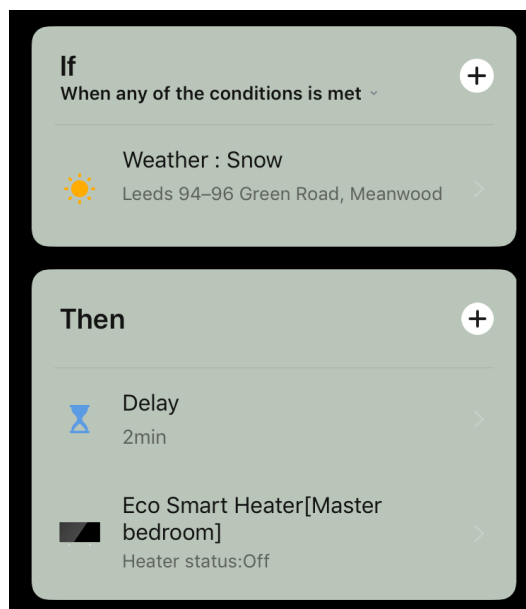 If
When any of the conditions is met
Weather : Snow
Leeds 94–96 Green Road, Meanwood
Then
Delay
2min
Eco Smart Heater[Master
bedroom]
Heater status:Off